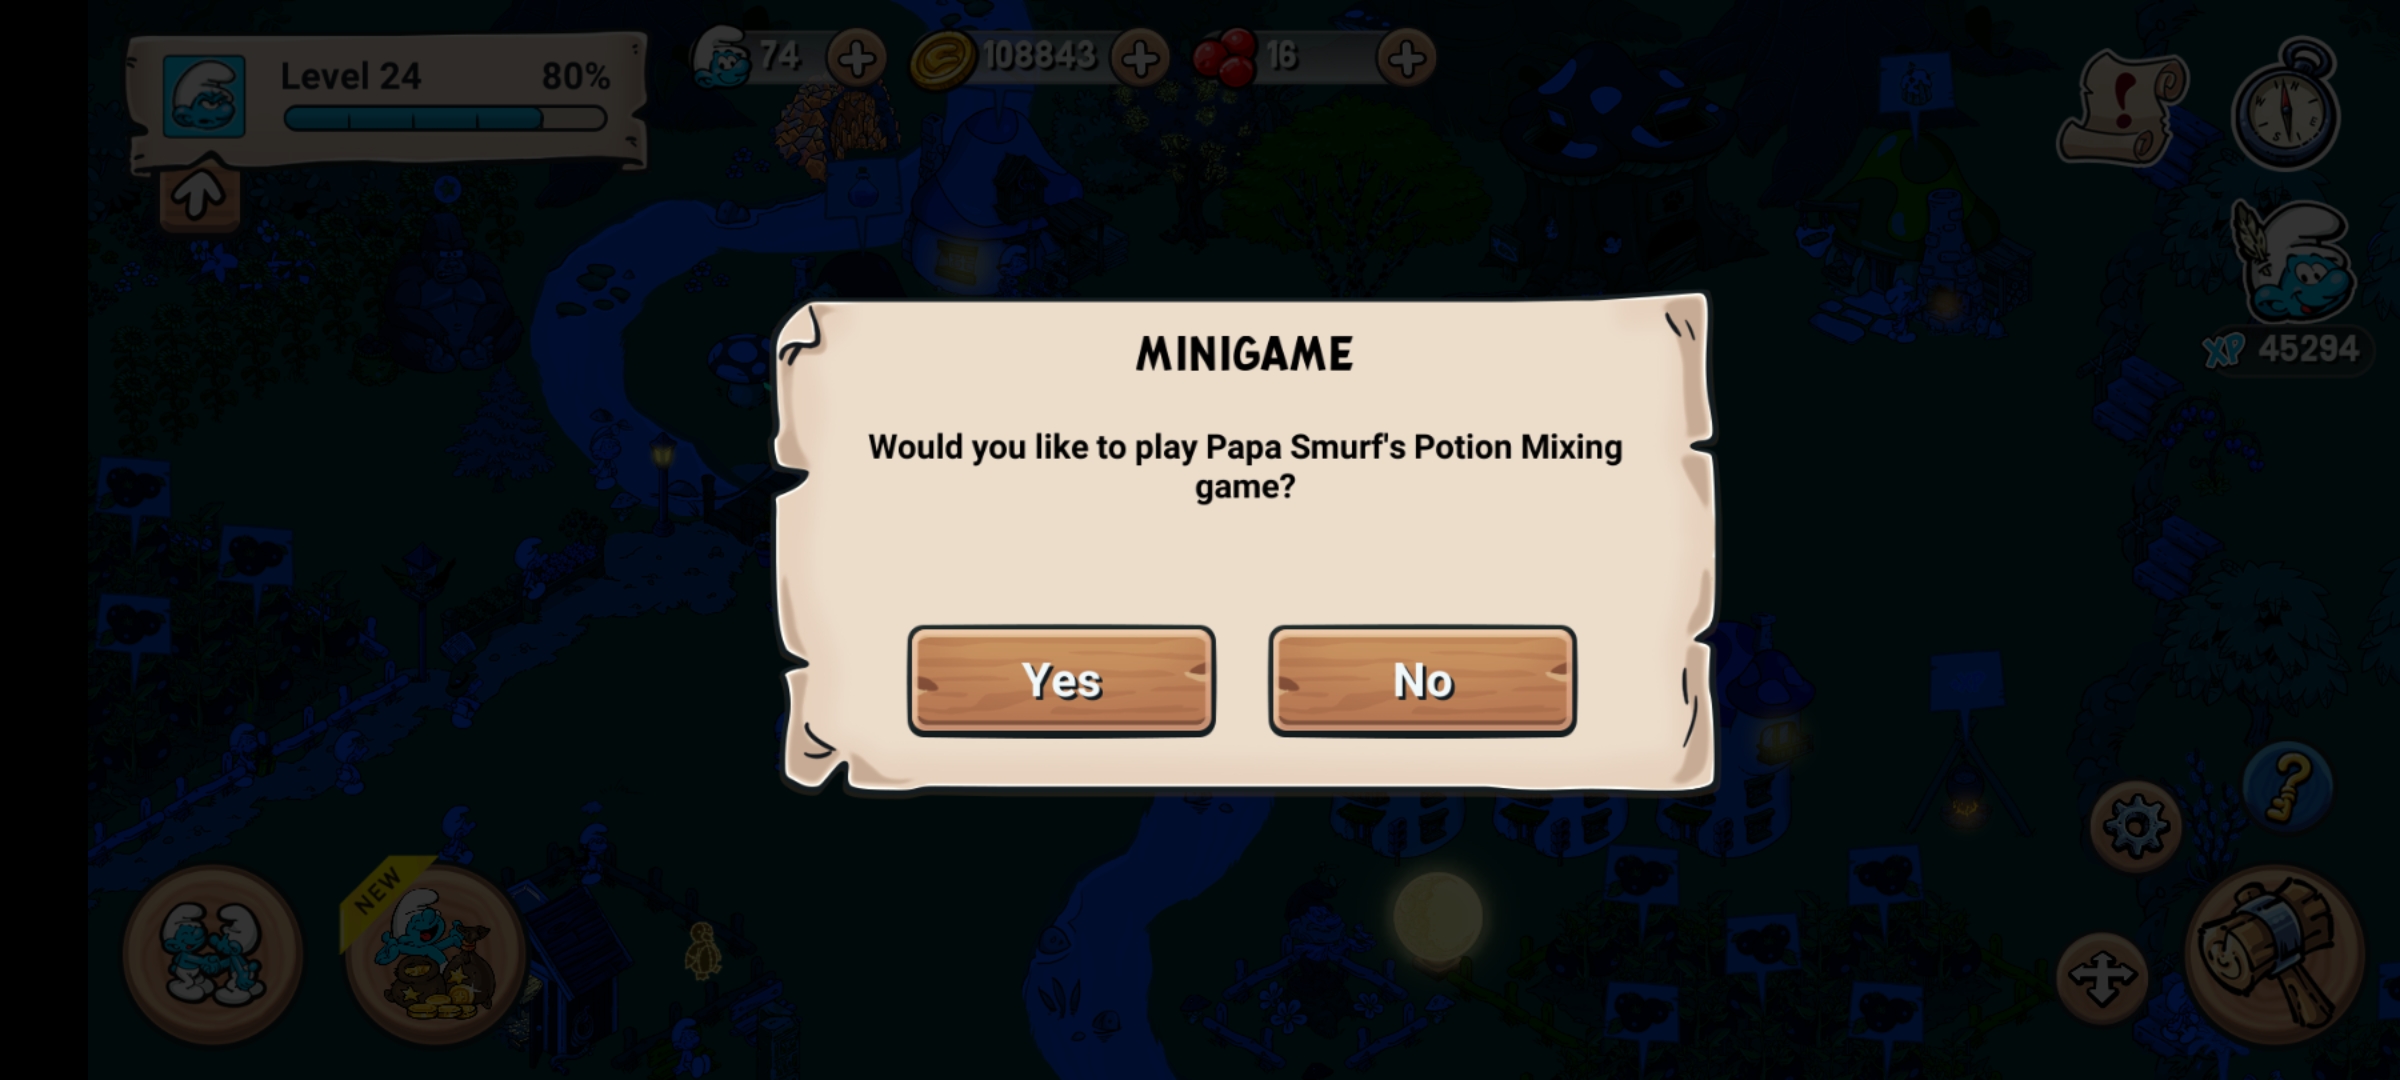 Level 24 80%
74
108843
16
XP 45294
MINIGAME
Would you like to play Papa Smurf's Potion Mixing
game?
Yes
No
NEW